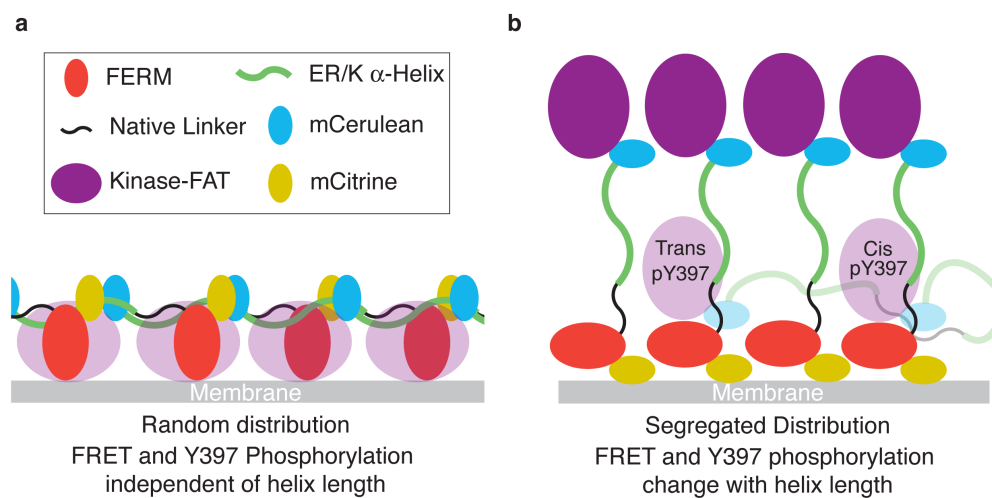 a
FERM
ER/K α-Helix
Native Linker
mCerulean
Kinase-FAT
mCitrine
Membrane
Random distribution
FRET and Y397 Phosphorylation
independent of helix length
b
Trans
pY397
Cis
pY397
Membrane
Segregated Distribution
FRET and Y397 phosphorylation
change with helix length